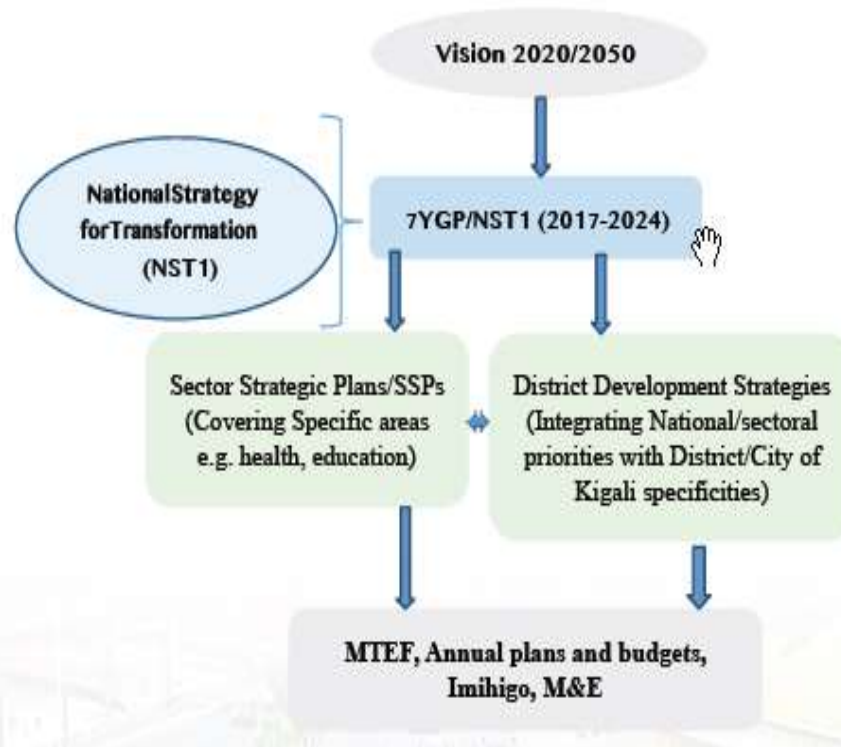 Vision 2020/2050
NationalStrategy
forTransformation
(NST1)
7YGP/NST1 (2017-2024)
Sector Strategic Plans/SSPs
(Covering Specific areas
e.g. health, education)
District Development Strategies
(Integrating National/sectoral
priorities with District/City of
Kigali specificities)
MTEF, Annual plans and budgets,
Imihigo, M&E